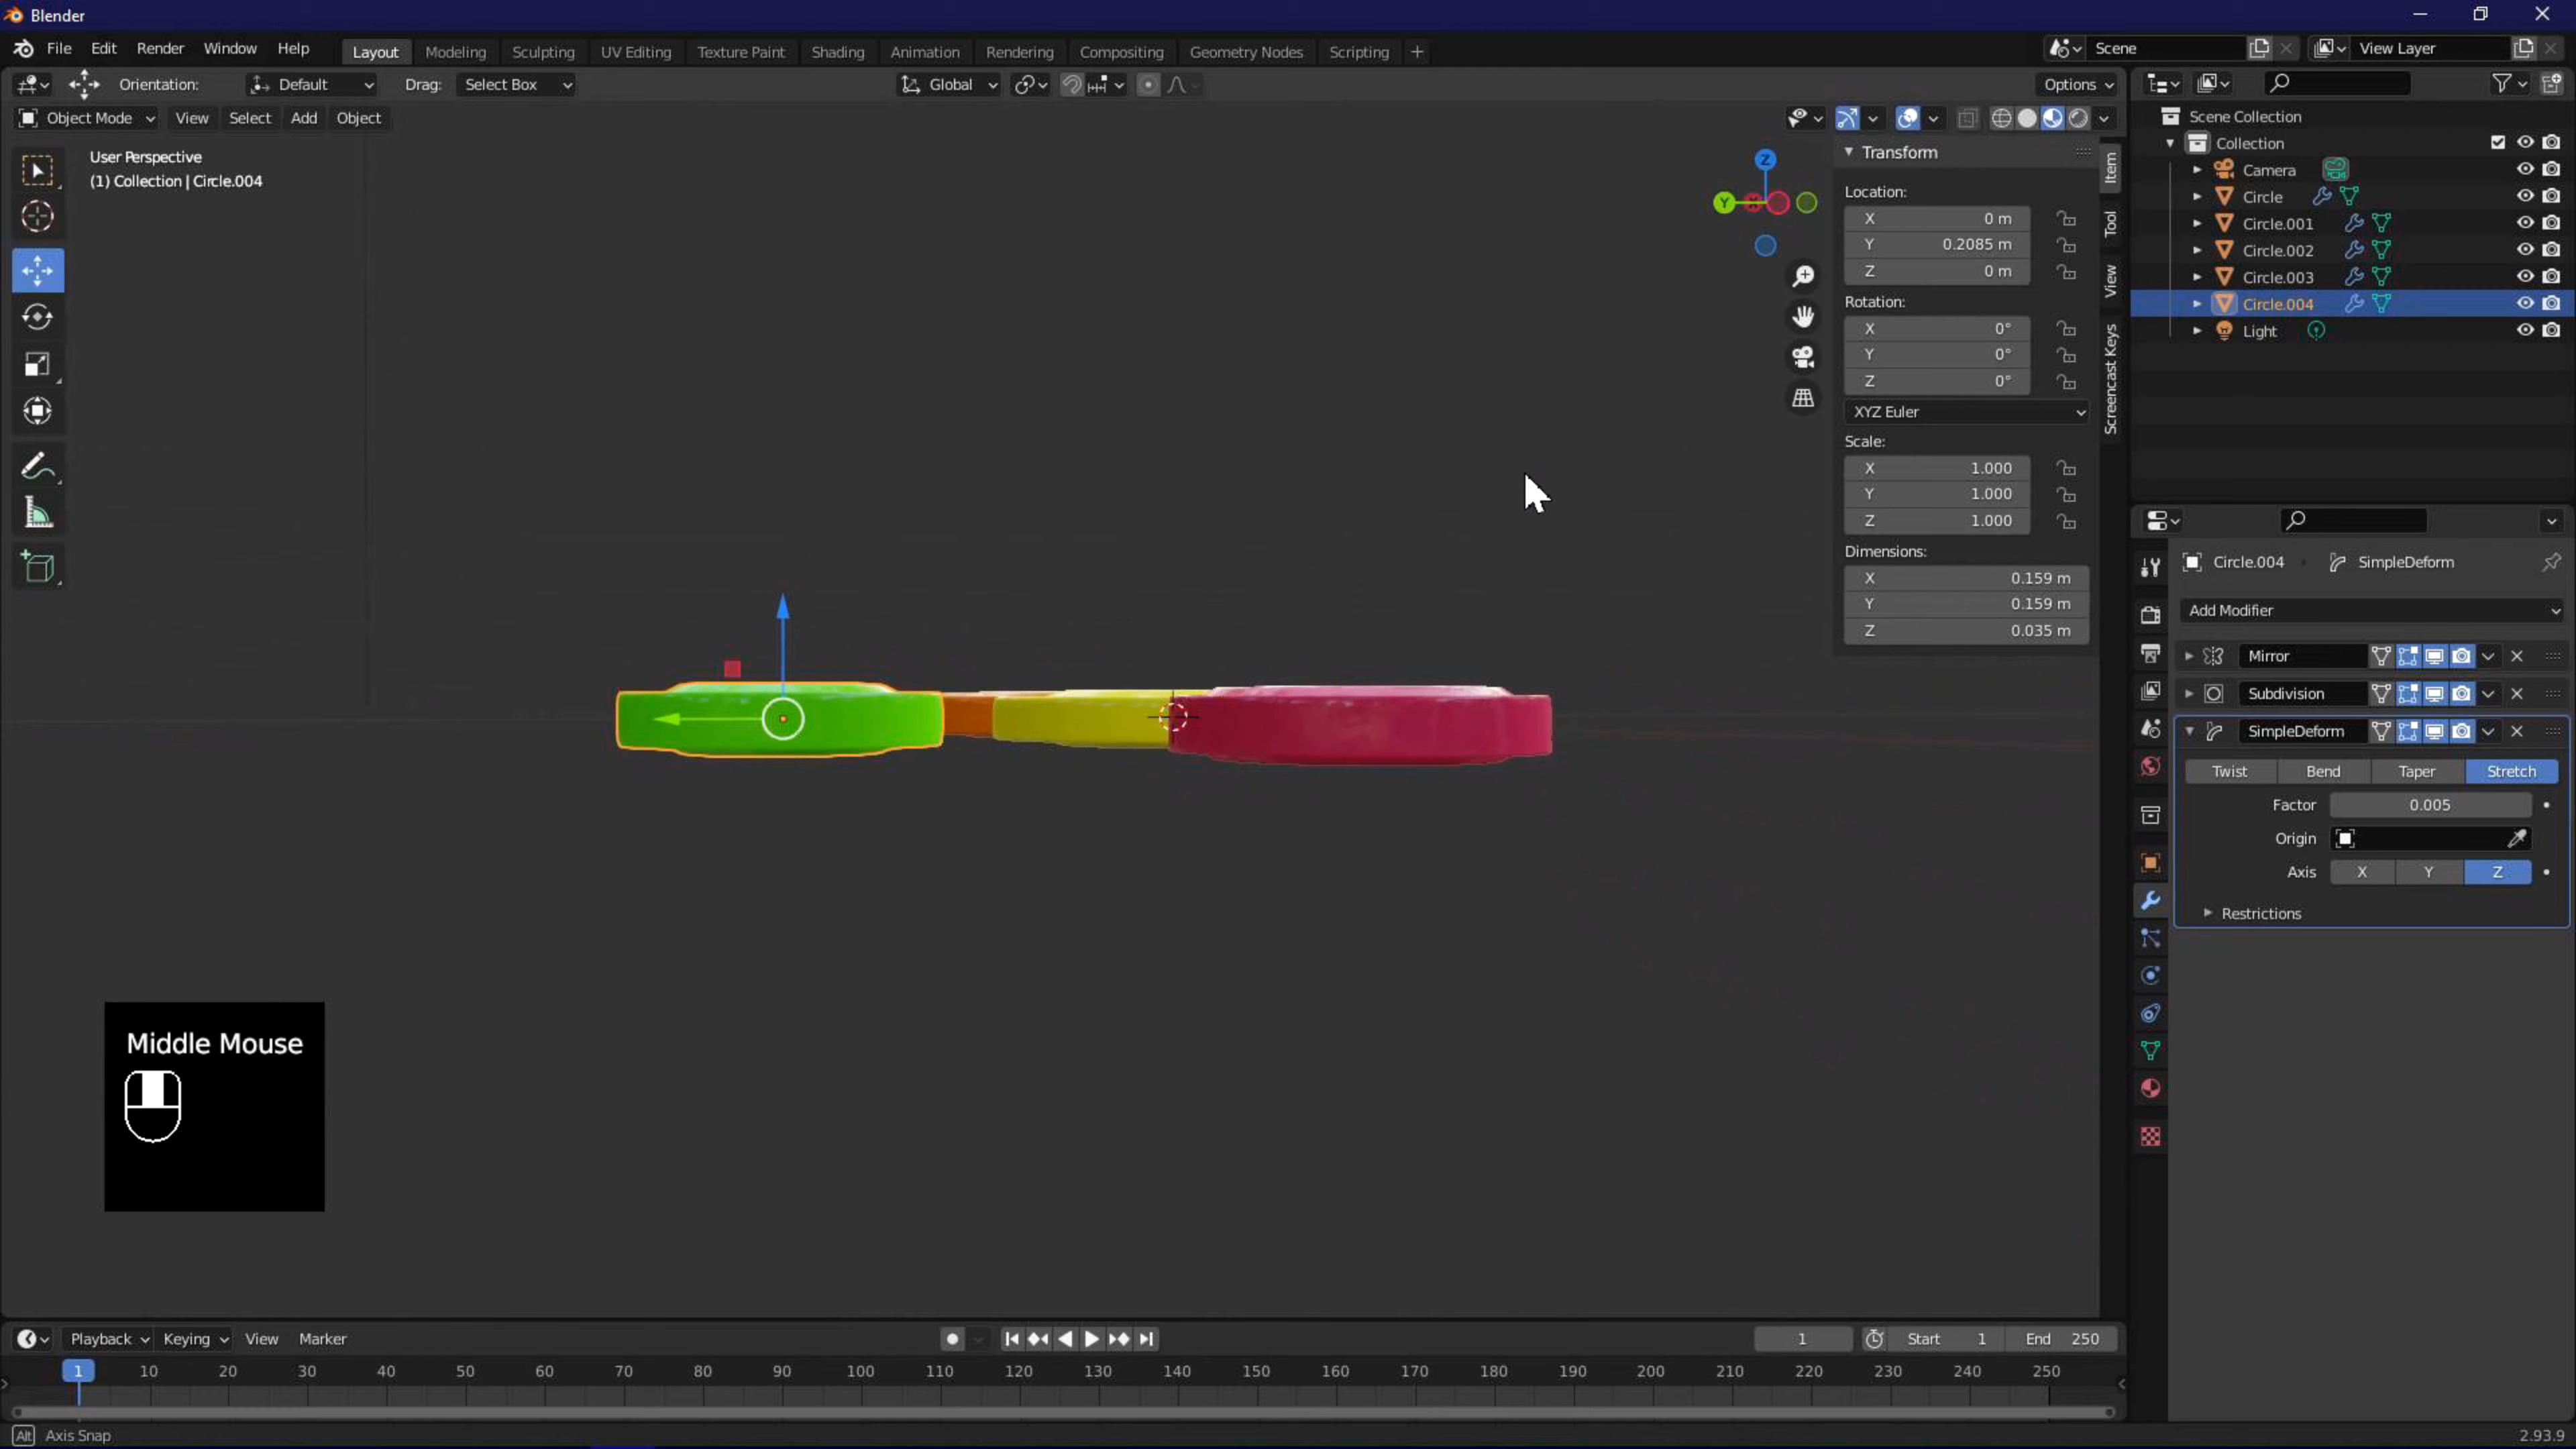 Blender
File Edit Render Window Help Layout Modeling Sculpting UV Editing Texture Paint Shading Animation Rendering Compositing Geometry Nodes Scripting + Scene View Layer
Orientation: Default Drag: Select Box Global Options
Object Mode View Select Add Object
User Perspective
(1) Collection | Circle.004
Z
Y
X
Transform
Location:
X 0 m
Y 0.2085 m
Z 0 m
Rotation:
X 0°
Y 0°
Z 0°
XYZ Euler
Scale:
X 1.000
Y 1.000
Z 1.000
Dimensions:
X 0.159 m
Y 0.159 m
Z 0.035 m
Item
Tool
View
Screencast Keys
Scene Collection
Collection
Camera
Circle
Circle.001
Circle.002
Circle.003
Circle.004
Light
Circle.004 SimpleDeform
Add Modifier
Mirror
Subdivision
SimpleDeform
Twist Bend Taper Stretch
Factor 0.005
Origin
Axis X Y Z
Restrictions
Middle Mouse
Playback Keying View Marker 1 Start 1 End 250
1 10 20 30 40 50 60 70 80 90 100 110 120 130 140 150 160 170 180 190 200 210 220 230 240 250
Alt Axis Snap 2.93.9